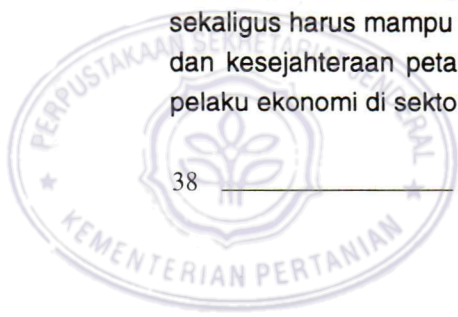 sekaligus harus mampu
dan kesejahteraan peta
pelaku ekonomi di sekto
38
PERPUSTAKAAN SEKRETARIAT JENDERAL
KEMENTERIAN PERTANIAN